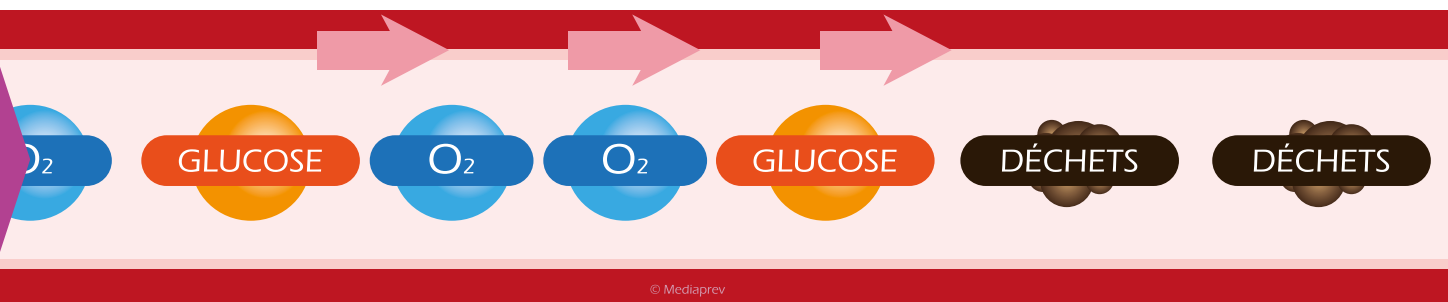 O₂
GLUCOSE
O₂
O₂
GLUCOSE
DÉCHETS
DÉCHETS
© Mediaprev